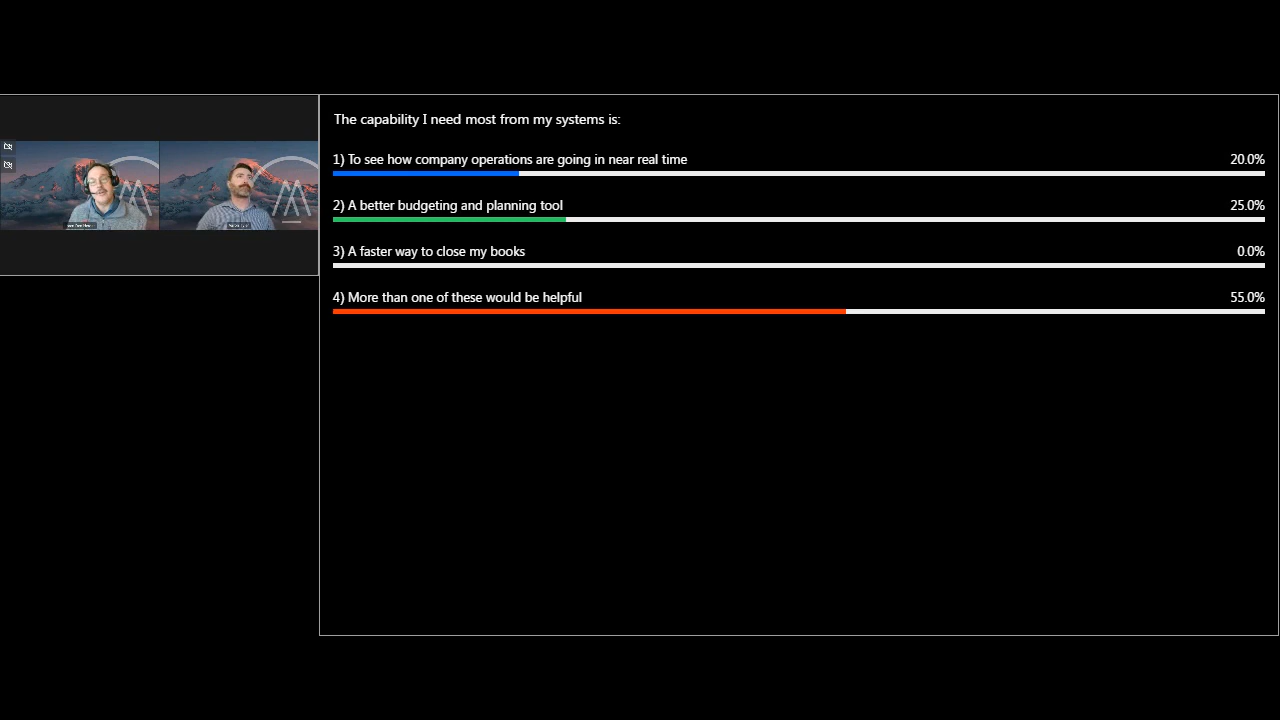 The capability I need most from my systems is:
1) To see how company operations are going in near real time 20.0%
2) A better budgeting and planning tool 25.0%
3) A faster way to close my books 0.0%
4) More than one of these would be helpful 55.0%